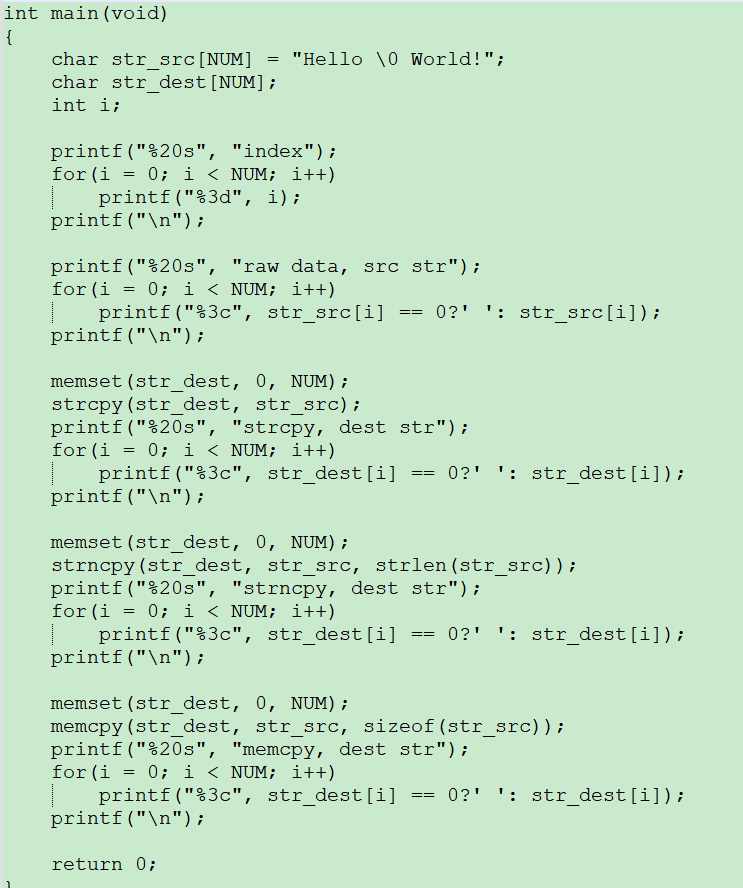 int main(void)
{
    char str_src[NUM] = "Hello \0 World!";
    char str_dest[NUM];
    int i;

    printf("%20s", "index");
    for(i = 0; i < NUM; i++)
        printf("%3d", i);
    printf("\n");

    printf("%20s", "raw data, src str");
    for(i = 0; i < NUM; i++)
        printf("%3c", str_src[i] == 0?' ': str_src[i]);
    printf("\n");

    memset(str_dest, 0, NUM);
    strcpy(str_dest, str_src);
    printf("%20s", "strcpy, dest str");
    for(i = 0; i < NUM; i++)
        printf("%3c", str_dest[i] == 0?' ': str_dest[i]);
    printf("\n");

    memset(str_dest, 0, NUM);
    strncpy(str_dest, str_src, strlen(str_src));
    printf("%20s", "strncpy, dest str");
    for(i = 0; i < NUM; i++)
        printf("%3c", str_dest[i] == 0?' ': str_dest[i]);
    printf("\n");

    memset(str_dest, 0, NUM);
    memcpy(str_dest, str_src, sizeof(str_src));
    printf("%20s", "memcpy, dest str");
    for(i = 0; i < NUM; i++)
        printf("%3c", str_dest[i] == 0?' ': str_dest[i]);
    printf("\n");

    return 0;
}